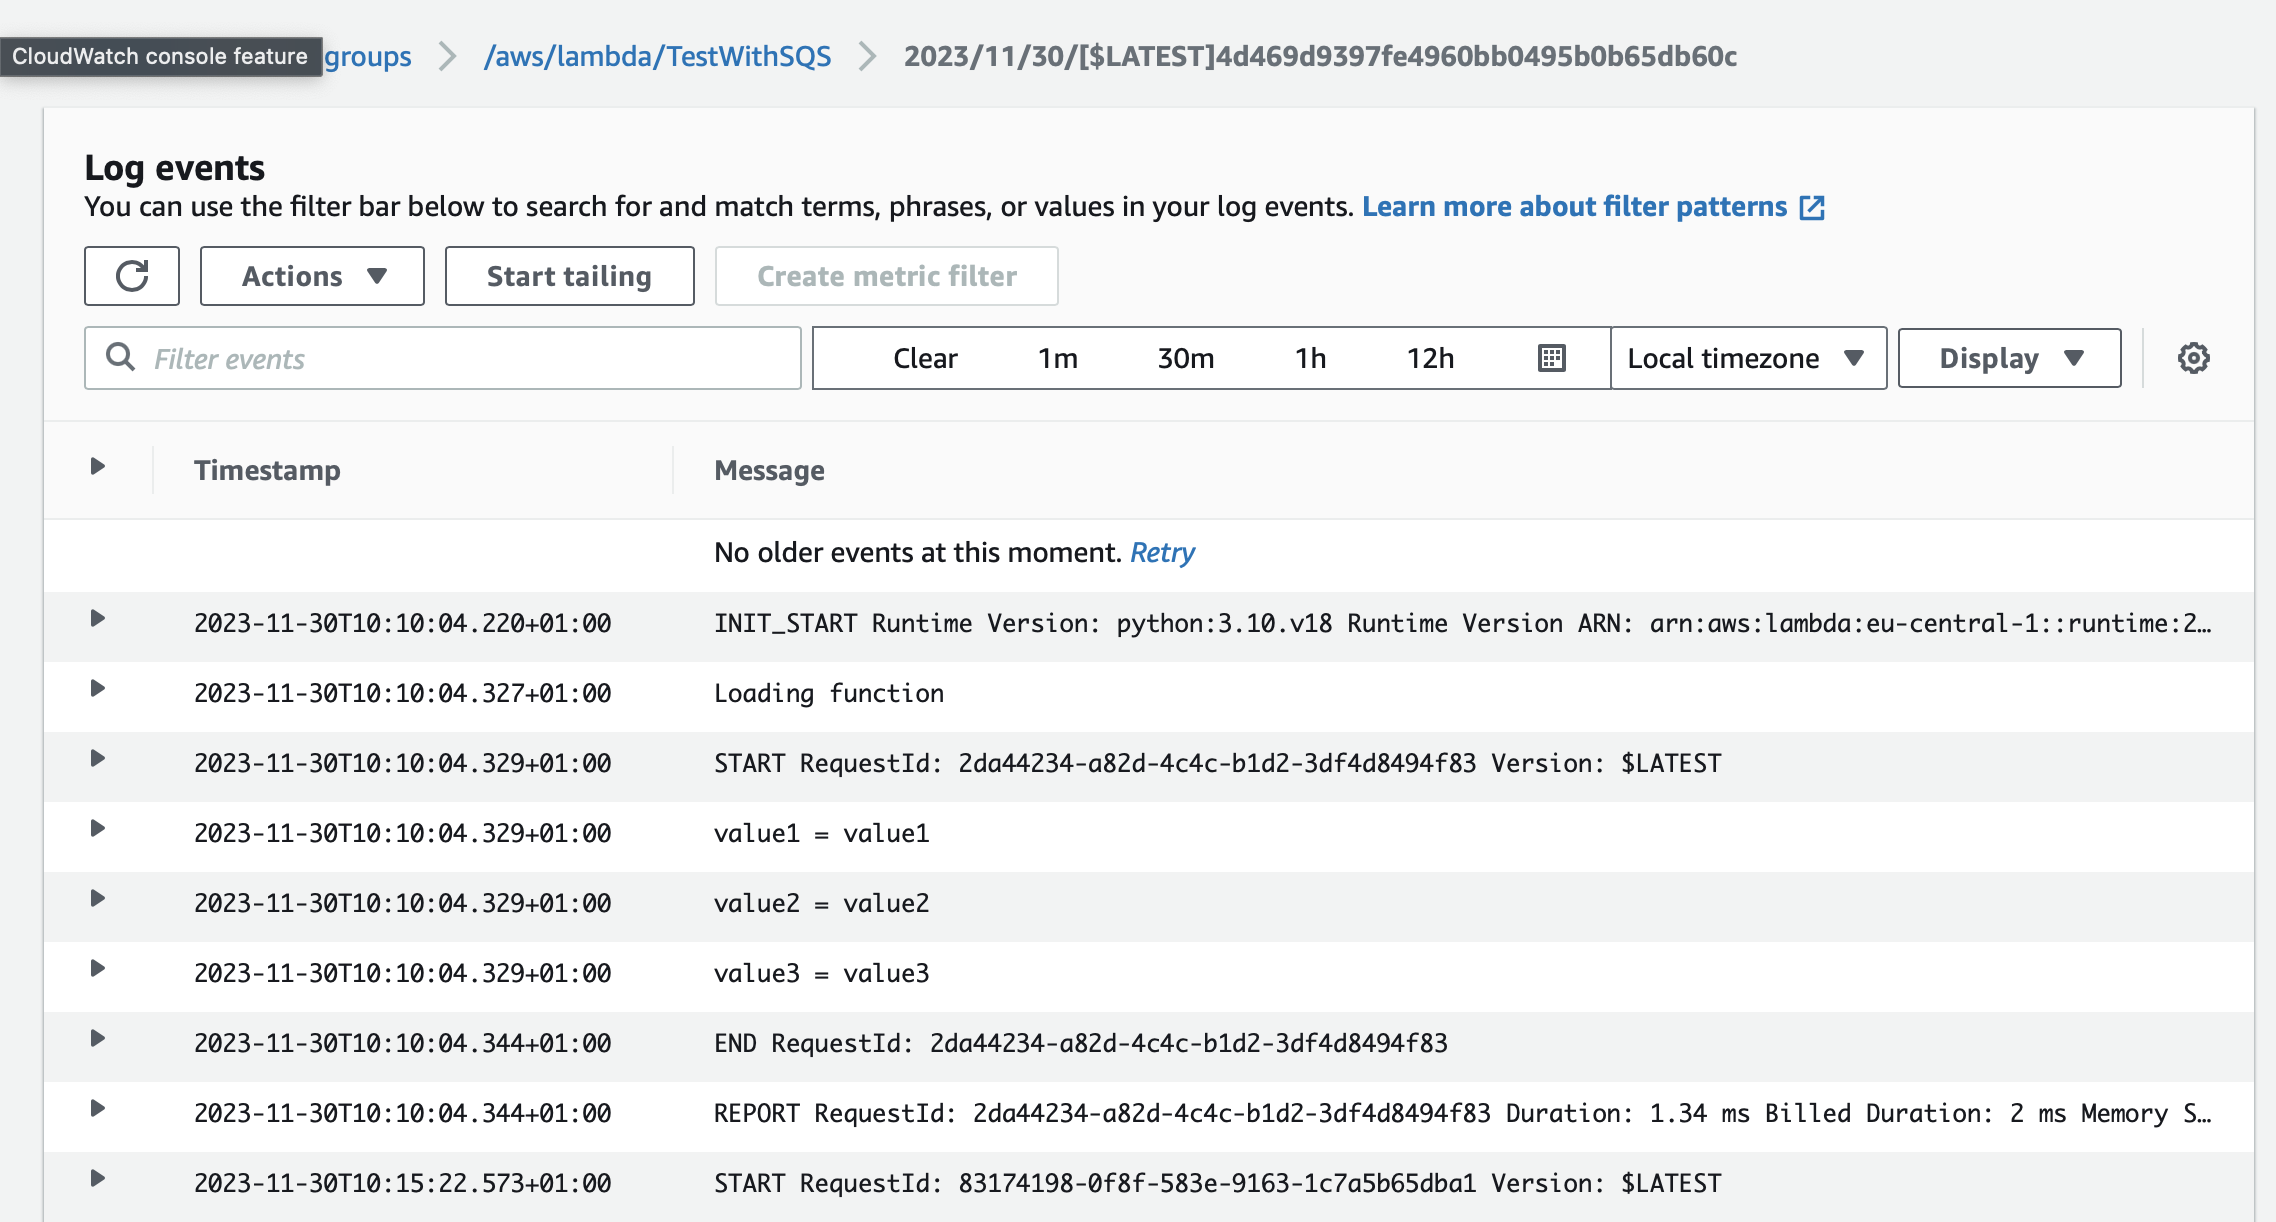 CloudWatch console feature groups > /aws/lambda/TestWithSQS > 2023/11/30/[$LATEST]4d469d9397fe4960bb0495b0b65db60c
Log events
You can use the filter bar below to search for and match terms, phrases, or values in your log events. Learn more about filter patterns
Actions Start tailing Create metric filter
Filter events Clear 1m 30m 1h 12h Local timezone Display
Timestamp Message
No older events at this moment. Retry
2023-11-30T10:10:04.220+01:00 INIT_START Runtime Version: python:3.10.v18 Runtime Version ARN: arn:aws:lambda:eu-central-1::runtime:2…
2023-11-30T10:10:04.327+01:00 Loading function
2023-11-30T10:10:04.329+01:00 START RequestId: 2da44234-a82d-4c4c-b1d2-3df4d8494f83 Version: $LATEST
2023-11-30T10:10:04.329+01:00 value1 = value1
2023-11-30T10:10:04.329+01:00 value2 = value2
2023-11-30T10:10:04.329+01:00 value3 = value3
2023-11-30T10:10:04.344+01:00 END RequestId: 2da44234-a82d-4c4c-b1d2-3df4d8494f83
2023-11-30T10:10:04.344+01:00 REPORT RequestId: 2da44234-a82d-4c4c-b1d2-3df4d8494f83 Duration: 1.34 ms Billed Duration: 2 ms Memory S…
2023-11-30T10:15:22.573+01:00 START RequestId: 83174198-0f8f-583e-9163-1c7a5b65dba1 Version: $LATEST